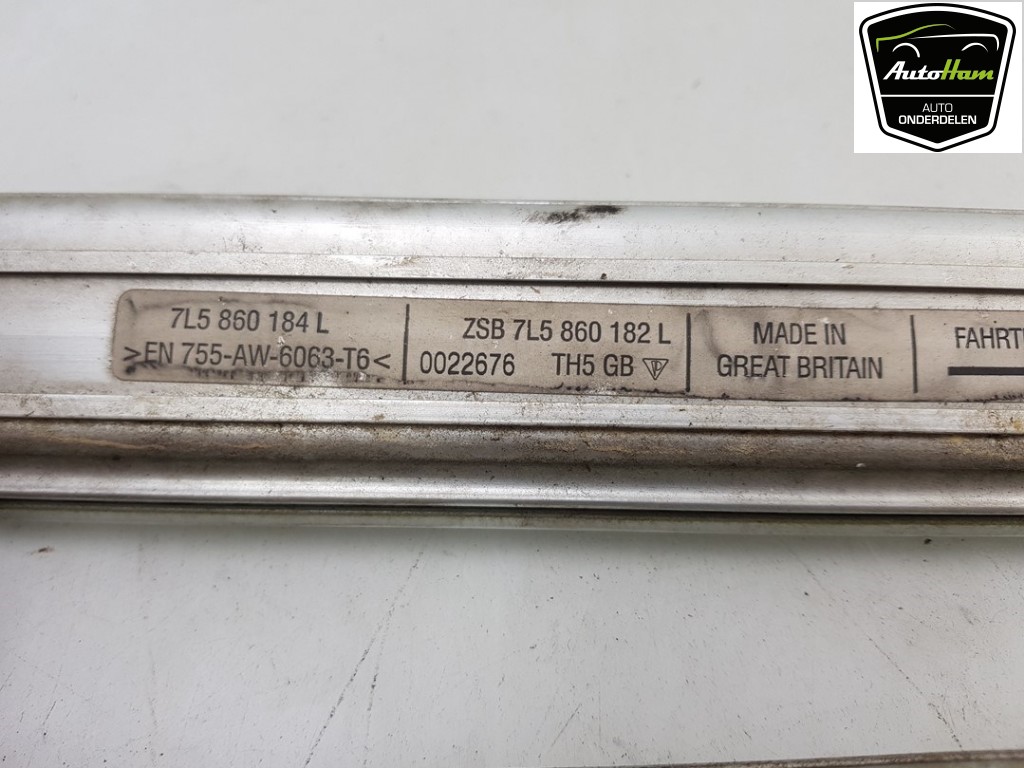 AutoHam
AUTO
ONDERDELEN
7L5 860 184 L
>EN 755-AW-6063-T6<
ZSB 7L5 860 182 L
0022676 TH5 GB
MADE IN
GREAT BRITAIN